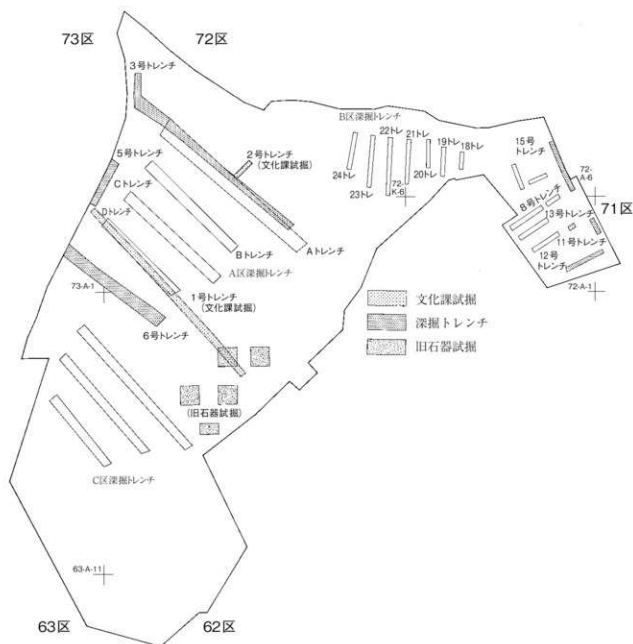 73区
72区
3号トレンチ
B区深掘トレンチ
22トレ
21トレ
19トレ
18トレ
24トレ
23トレ
20トレ
72-
K-6
15号
トレンチ
72-
A-6
71区
8号トレンチ
13号トレンチ
11号トレンチ
12号
トレンチ
72-A-1
5号トレンチ
2号トレンチ
(文化課試掘)
Cトレンチ
Dトレンチ
Bトレンチ
Aトレンチ
A区深掘トレンチ
73-A-1
1号トレンチ
(文化課試掘)
6号トレンチ
文化課試掘
深掘トレンチ
旧石器試掘
(旧石器試掘)
C区深掘トレンチ
63-A-11
63区
62区